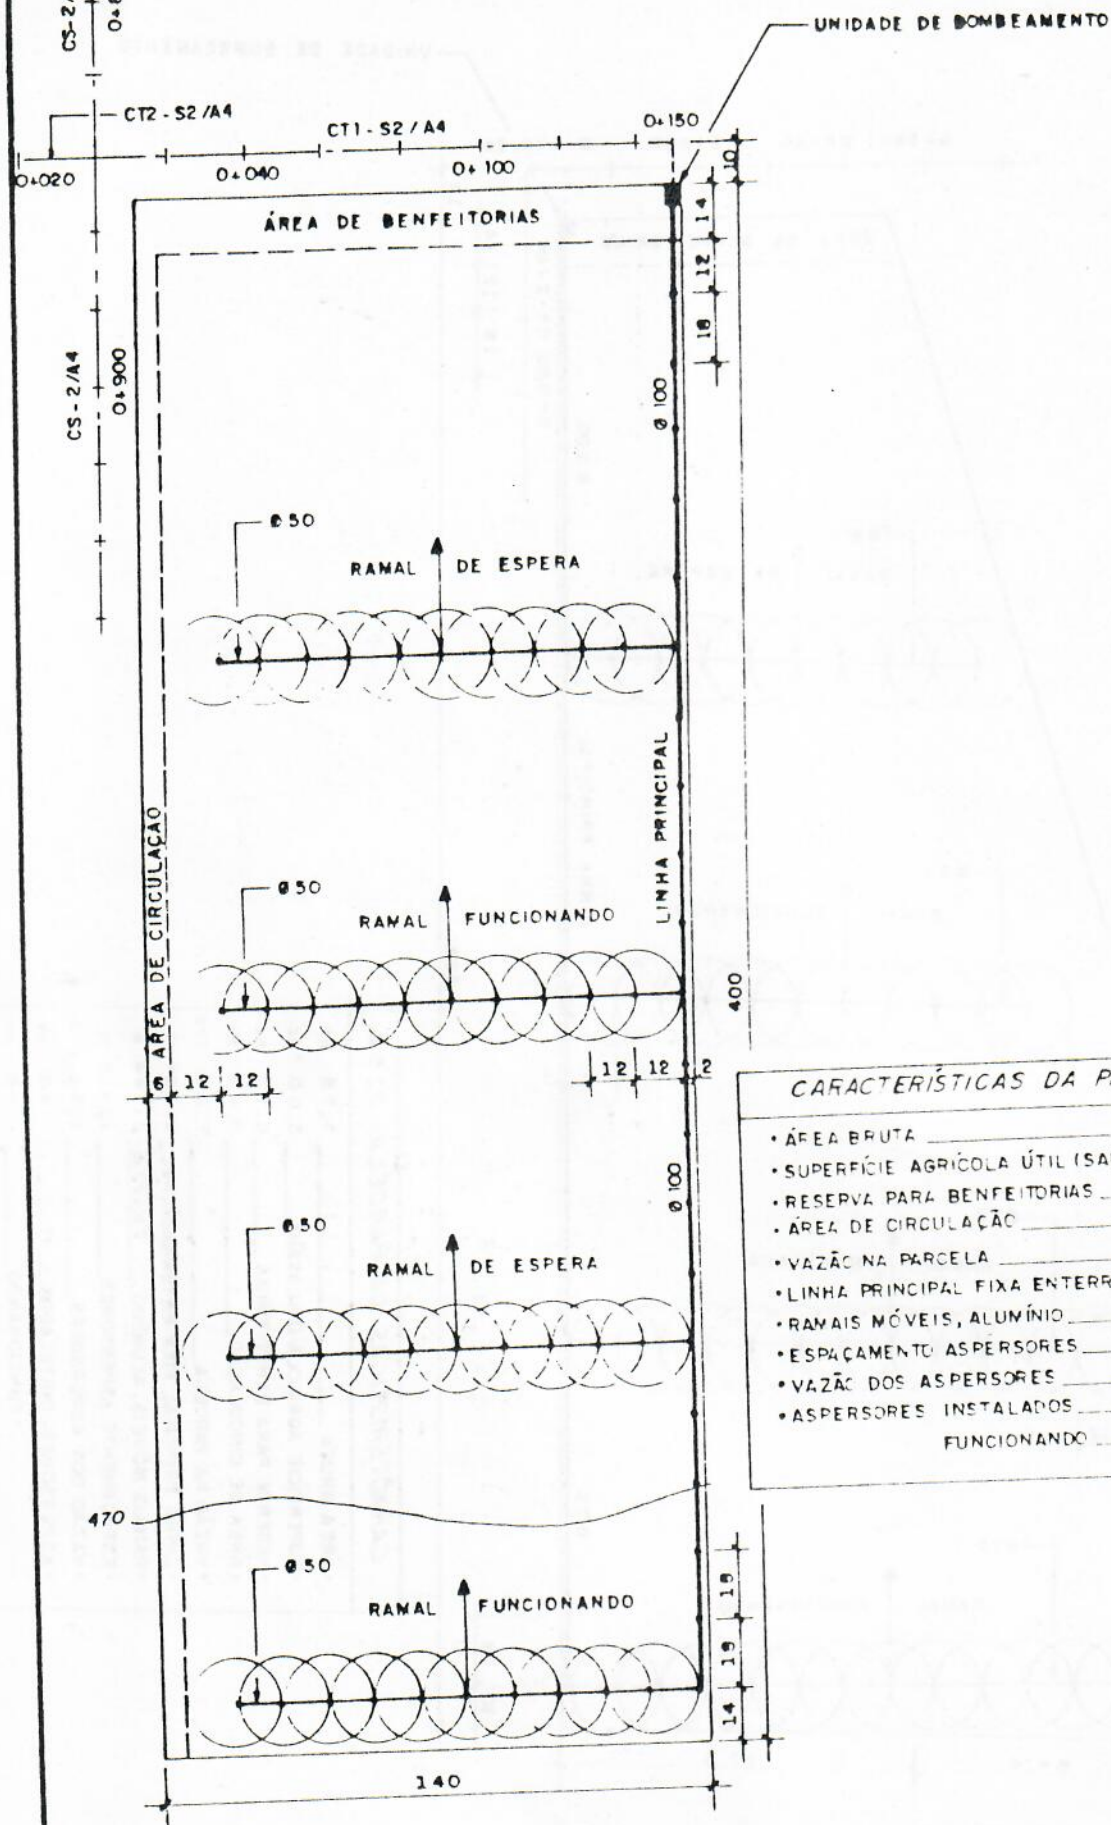 CS-2/
0+8
UNIDADE DE BOMBEAMENTO
CT2-S2/A4
CT1-S2/A4
0+150
0+020
0+040
0+100
10
ÁREA DE BENFEITORIAS
14
12
18
CS-2/A4
0+900
Ø 100
Ø 50
RAMAL DE ESPERA
LINHA PRINCIPAL
ÁREA DE CIRCULAÇÃO
Ø 50
RAMAL FUNCIONANDO
400
6 12 12
12 12 2
CARACTERÍSTICAS DA P
• ÁREA BRUTA
• SUPERFÍCIE AGRÍCOLA ÚTIL (SA
• RESERVA PARA BENFEITORIAS
• ÁREA DE CIRCULAÇÃO
• VAZÃO NA PARCELA
• LINHA PRINCIPAL FIXA ENTERR
• RAMAIS MÓVEIS, ALUMÍNIO
• ESPAÇAMENTO ASPERSORES
• VAZÃO DOS ASPERSORES
• ASPERSORES INSTALADOS
FUNCIONANDO
Ø 100
Ø 50
RAMAL DE ESPERA
470
Ø 50
RAMAL FUNCIONANDO
18
18
14
140